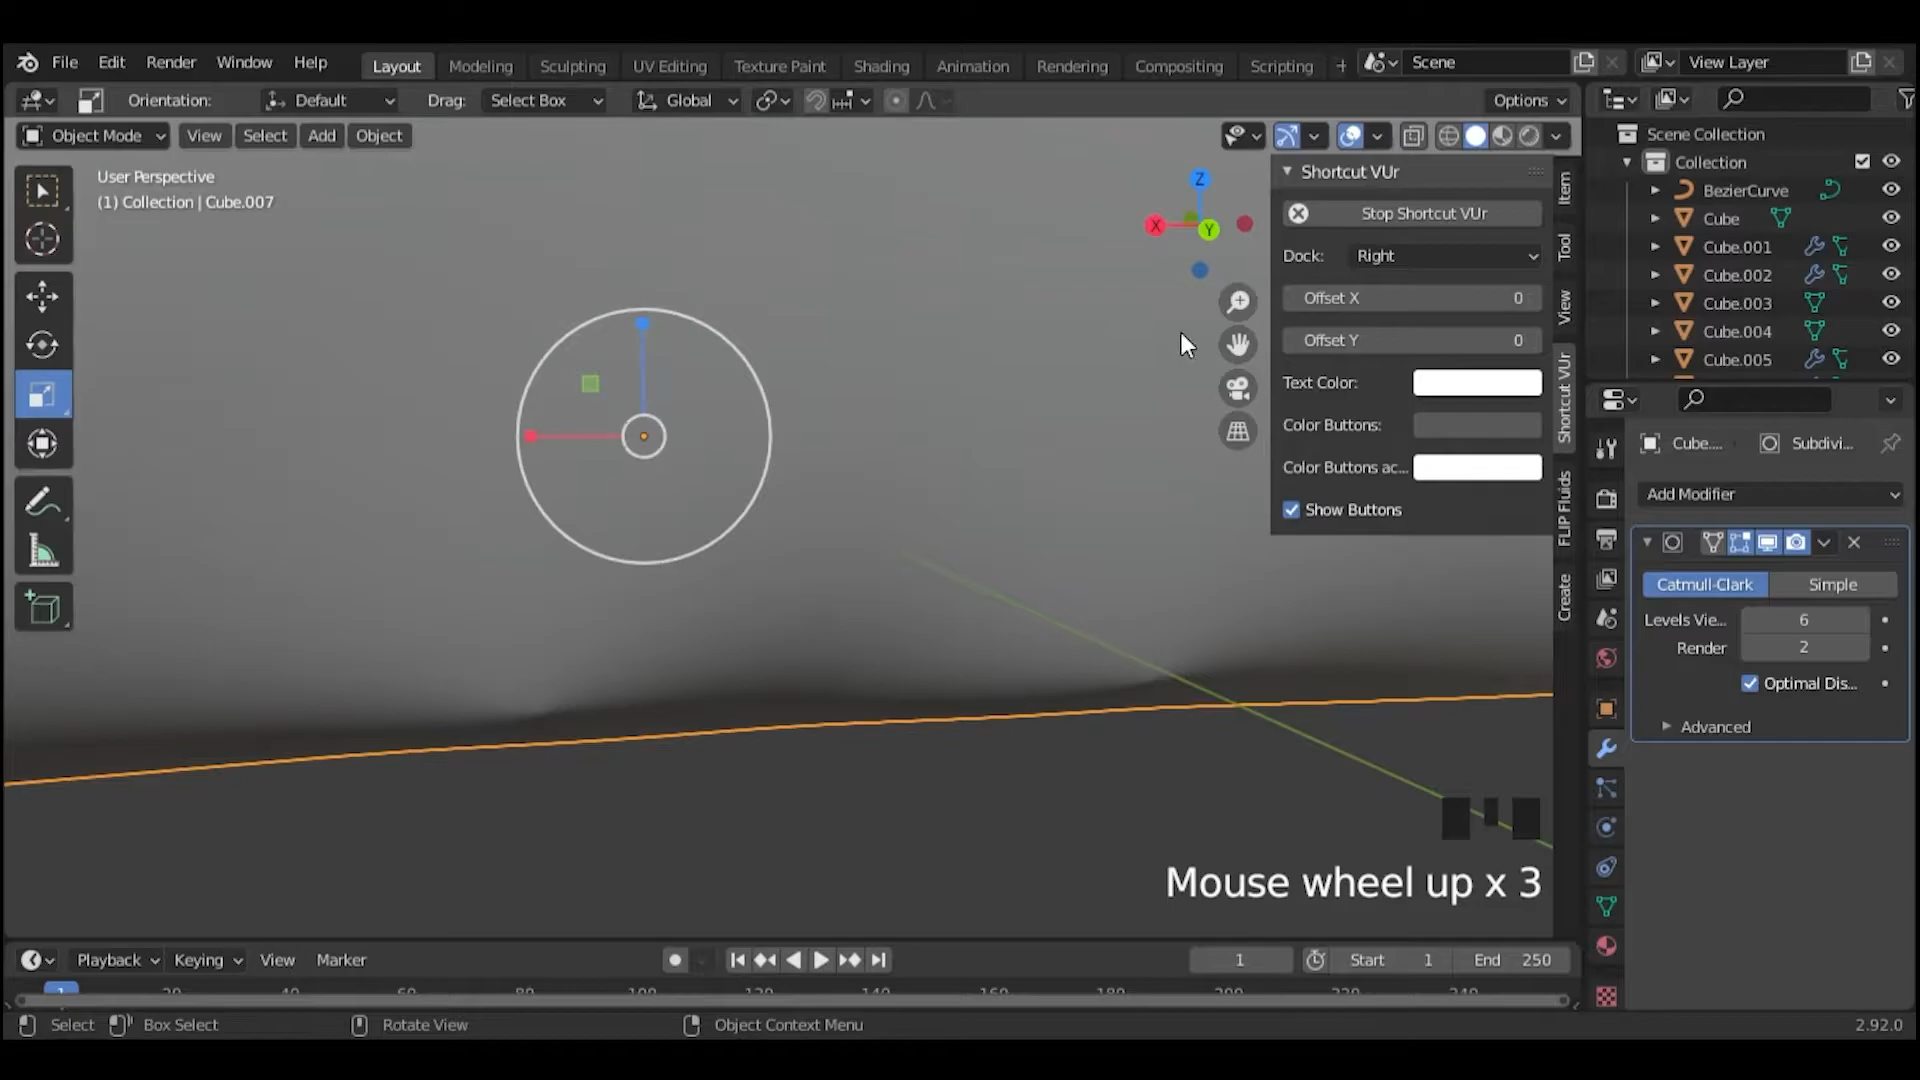 File Edit Render Window Help Layout Modeling Sculpting UV Editing Texture Paint Shading Animation Rendering Compositing Scripting + Scene View Layer
Orientation: Default Drag: Select Box Global Options
Object Mode View Select Add Object
User Perspective
(1) Collection | Cube.007
Z
X
Y
Shortcut VUr
Stop Shortcut VUr
Dock: Right
Offset X 0
Offset Y 0
Text Color:
Color Buttons:
Color Buttons ac...
Show Buttons
Item
Tool
View
Shortcut VUr
FLIP Fluids
Create
Scene Collection
Collection
BezierCurve
Cube
Cube.001
Cube.002
Cube.003
Cube.004
Cube.005
Cube.... Subdivi...
Add Modifier
Catmull-Clark Simple
Levels Vie... 6
Render 2
Optimal Dis...
Advanced
Mouse wheel up x 3
Playback Keying View Marker 1 Start 1 End 250
Select Box Select Rotate View Object Context Menu 2.92.0